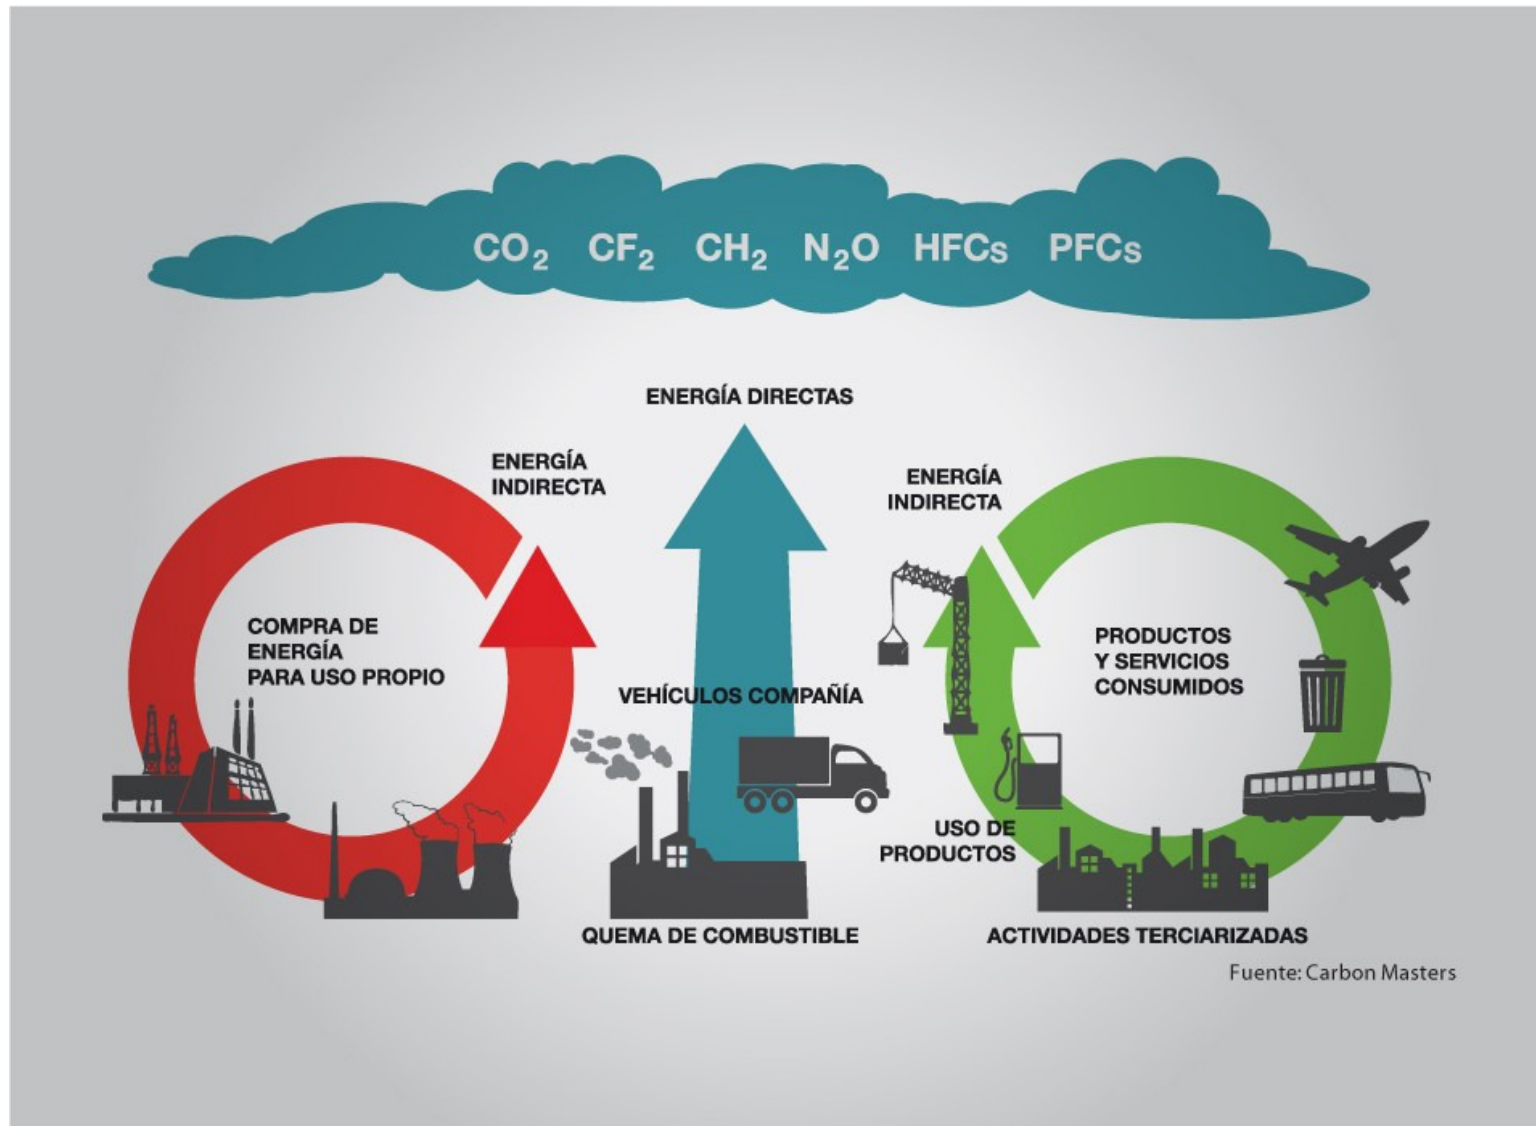 CO₂ CF₂ CH₂ N₂O HFCs PFCs
ENERGÍA DIRECTAS
ENERGÍA
INDIRECTA
ENERGÍA
INDIRECTA
COMPRA DE
ENERGÍA
PARA USO PROPIO
VEHÍCULOS COMPAÑÍA
PRODUCTOS
Y SERVICIOS
CONSUMIDOS
USO DE
PRODUCTOS
QUEMA DE COMBUSTIBLE
ACTIVIDADES TERCIARIZADAS
Fuente: Carbon Masters